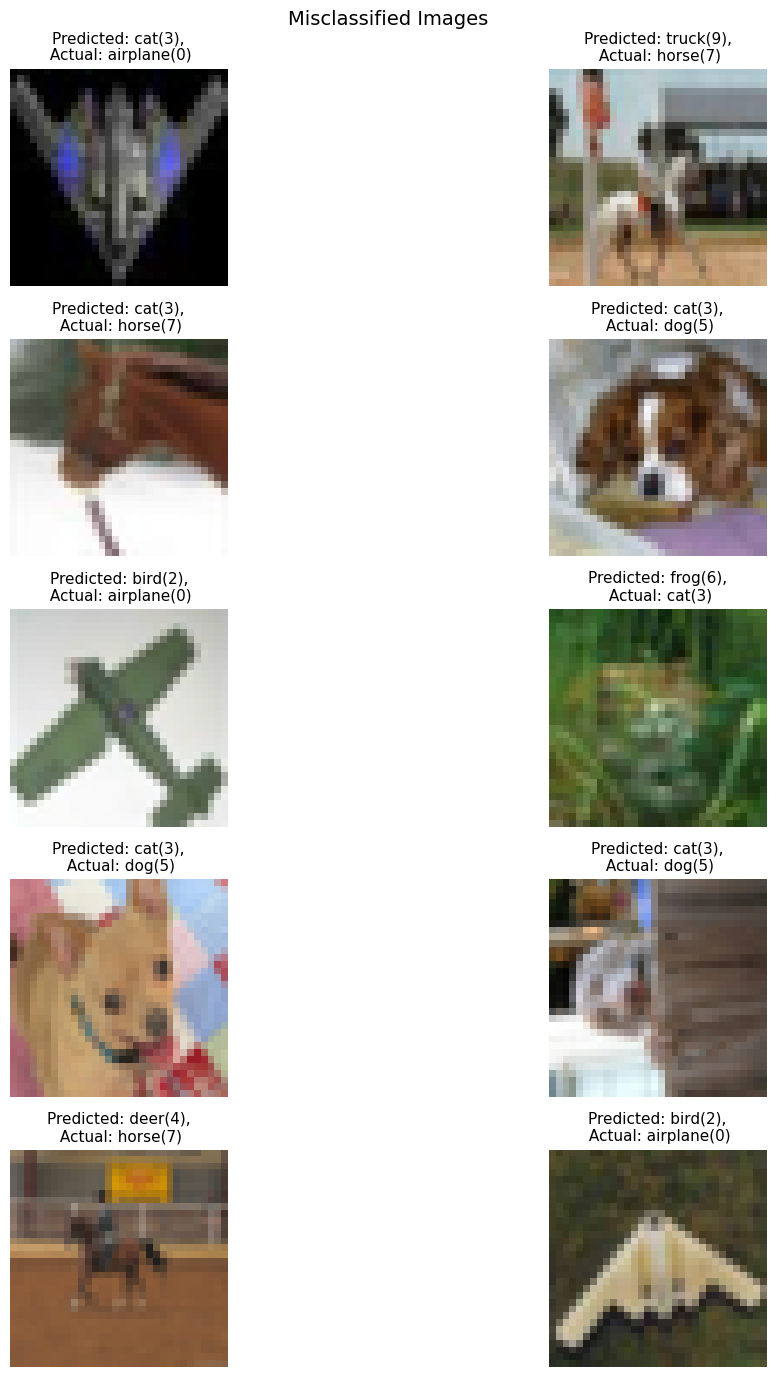 Misclassified Images
Predicted: cat(3),
Actual: airplane(0)
Predicted: truck(9),
Actual: horse(7)
Predicted: cat(3),
Actual: horse(7)
Predicted: cat(3),
Actual: dog(5)
Predicted: bird(2),
Actual: airplane(0)
Predicted: frog(6),
Actual: cat(3)
Predicted: cat(3),
Actual: dog(5)
Predicted: cat(3),
Actual: dog(5)
Predicted: deer(4),
Actual: horse(7)
Predicted: bird(2),
Actual: airplane(0)